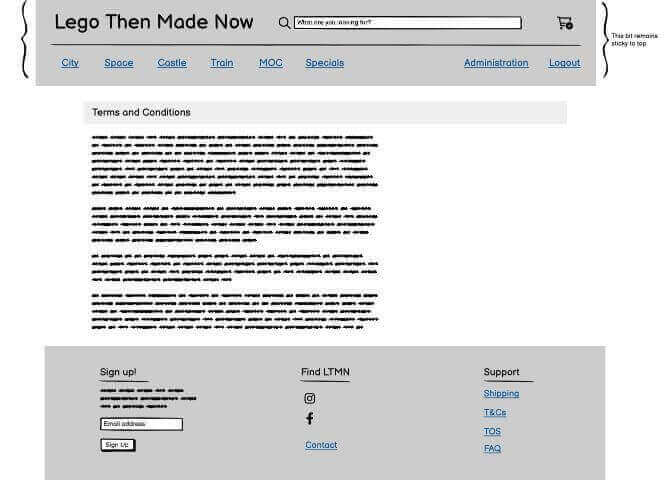 Lego Then Made Now
What are you looking for?
This bit remains
sticky to top
City Space Castle Train MOC Specials Administration Logout
Terms and Conditions
Sign up! Find LTMN Support
Shipping
T&Cs
Email address
TOS
Sign Up Contact
FAQ